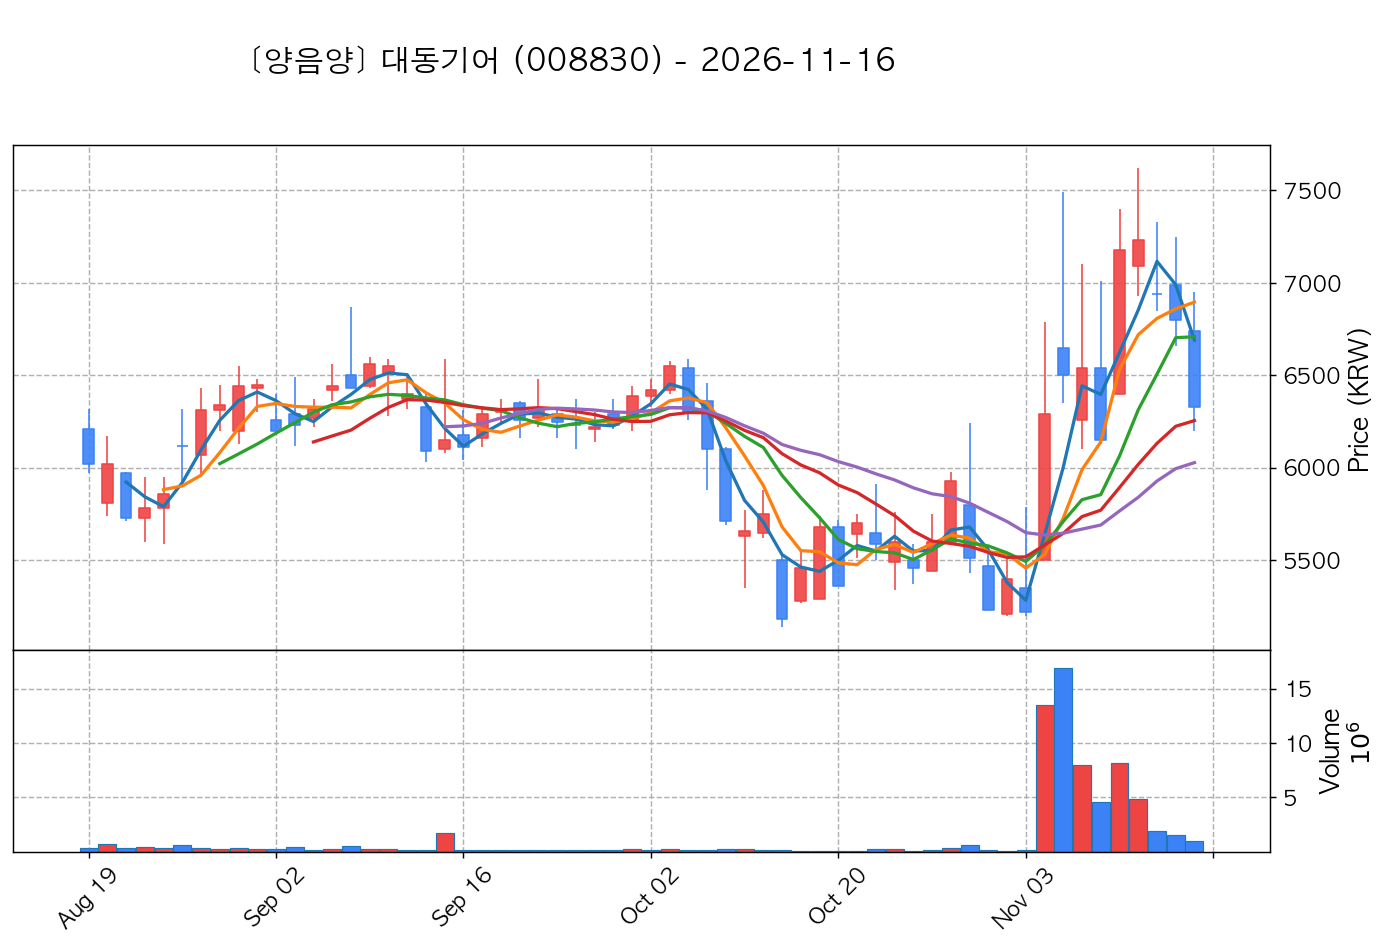 [양음양] 대동기어 (008830) - 2026-11-16
7500
7000
6500
6000
5500
Price (KRW)
15
10
5
Volume
10⁶
Aug 19
Sep 02
Sep 16
Oct 02
Oct 20
Nov 03